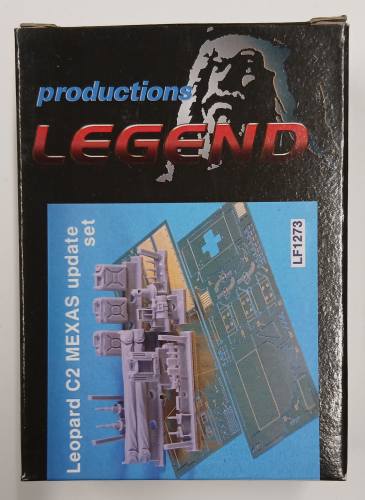 productions
LEGEND
Leopard C2 MEXAS update
set
LF1273